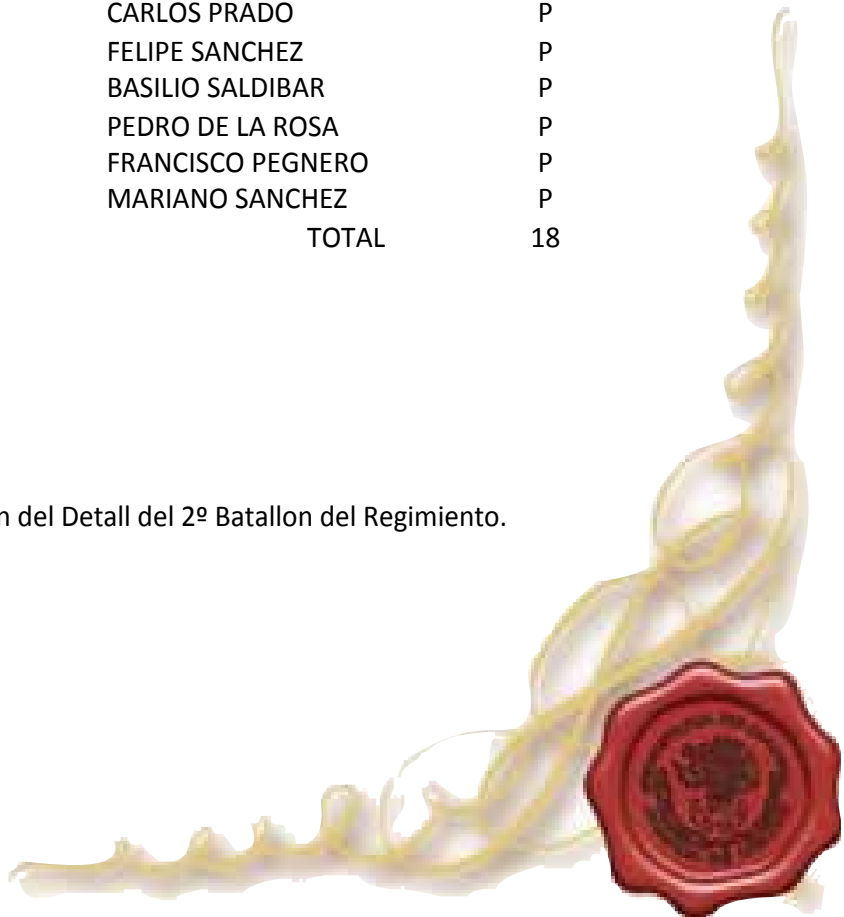 CARLOS PRADO P
FELIPE SANCHEZ P
BASILIO SALDIBAR P
PEDRO DE LA ROSA P
FRANCISCO PEGNERO P
MARIANO SANCHEZ P
TOTAL 18
n del Detall del 2º Batallon del Regimiento.